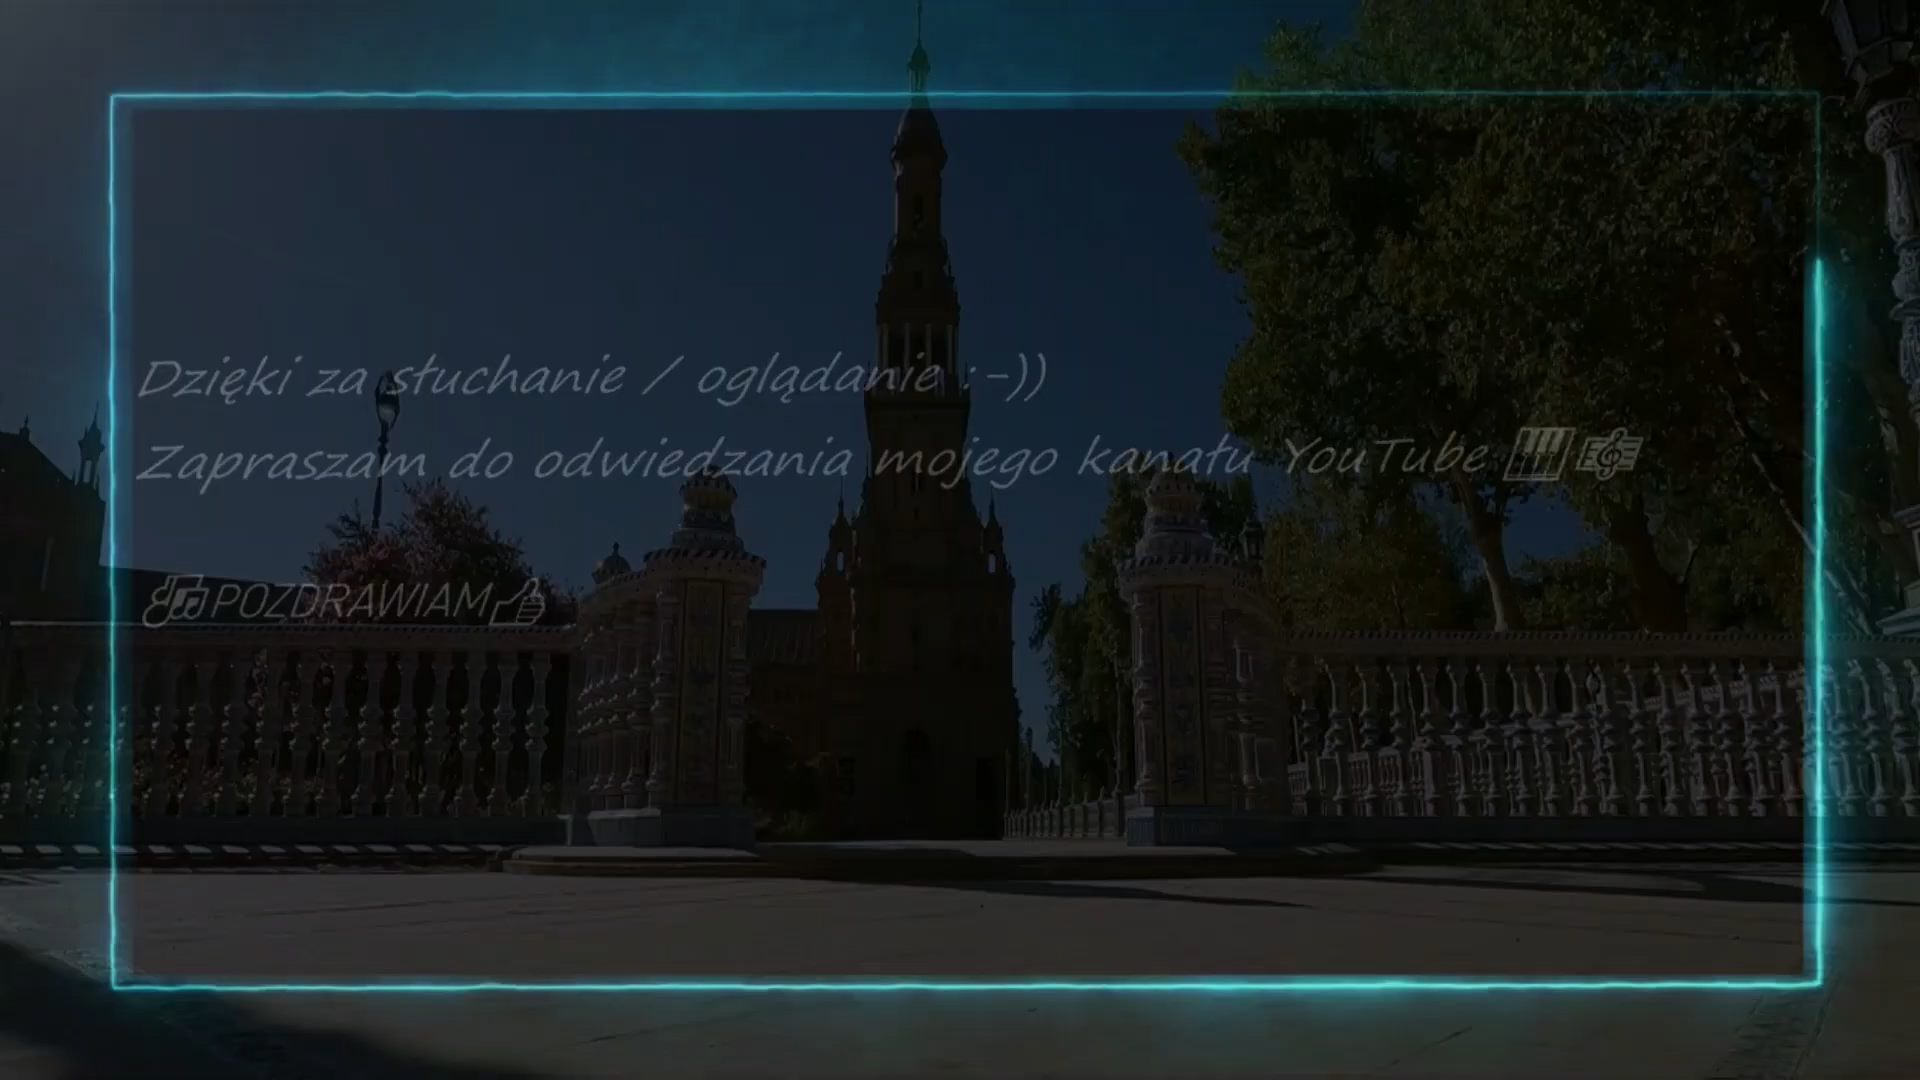 Dzięki za słuchanie / oglądanie :-))
Zapraszam do odwiedzania mojego kanału YouTube 🎹🎼
🎶POZDRAWIAM👍